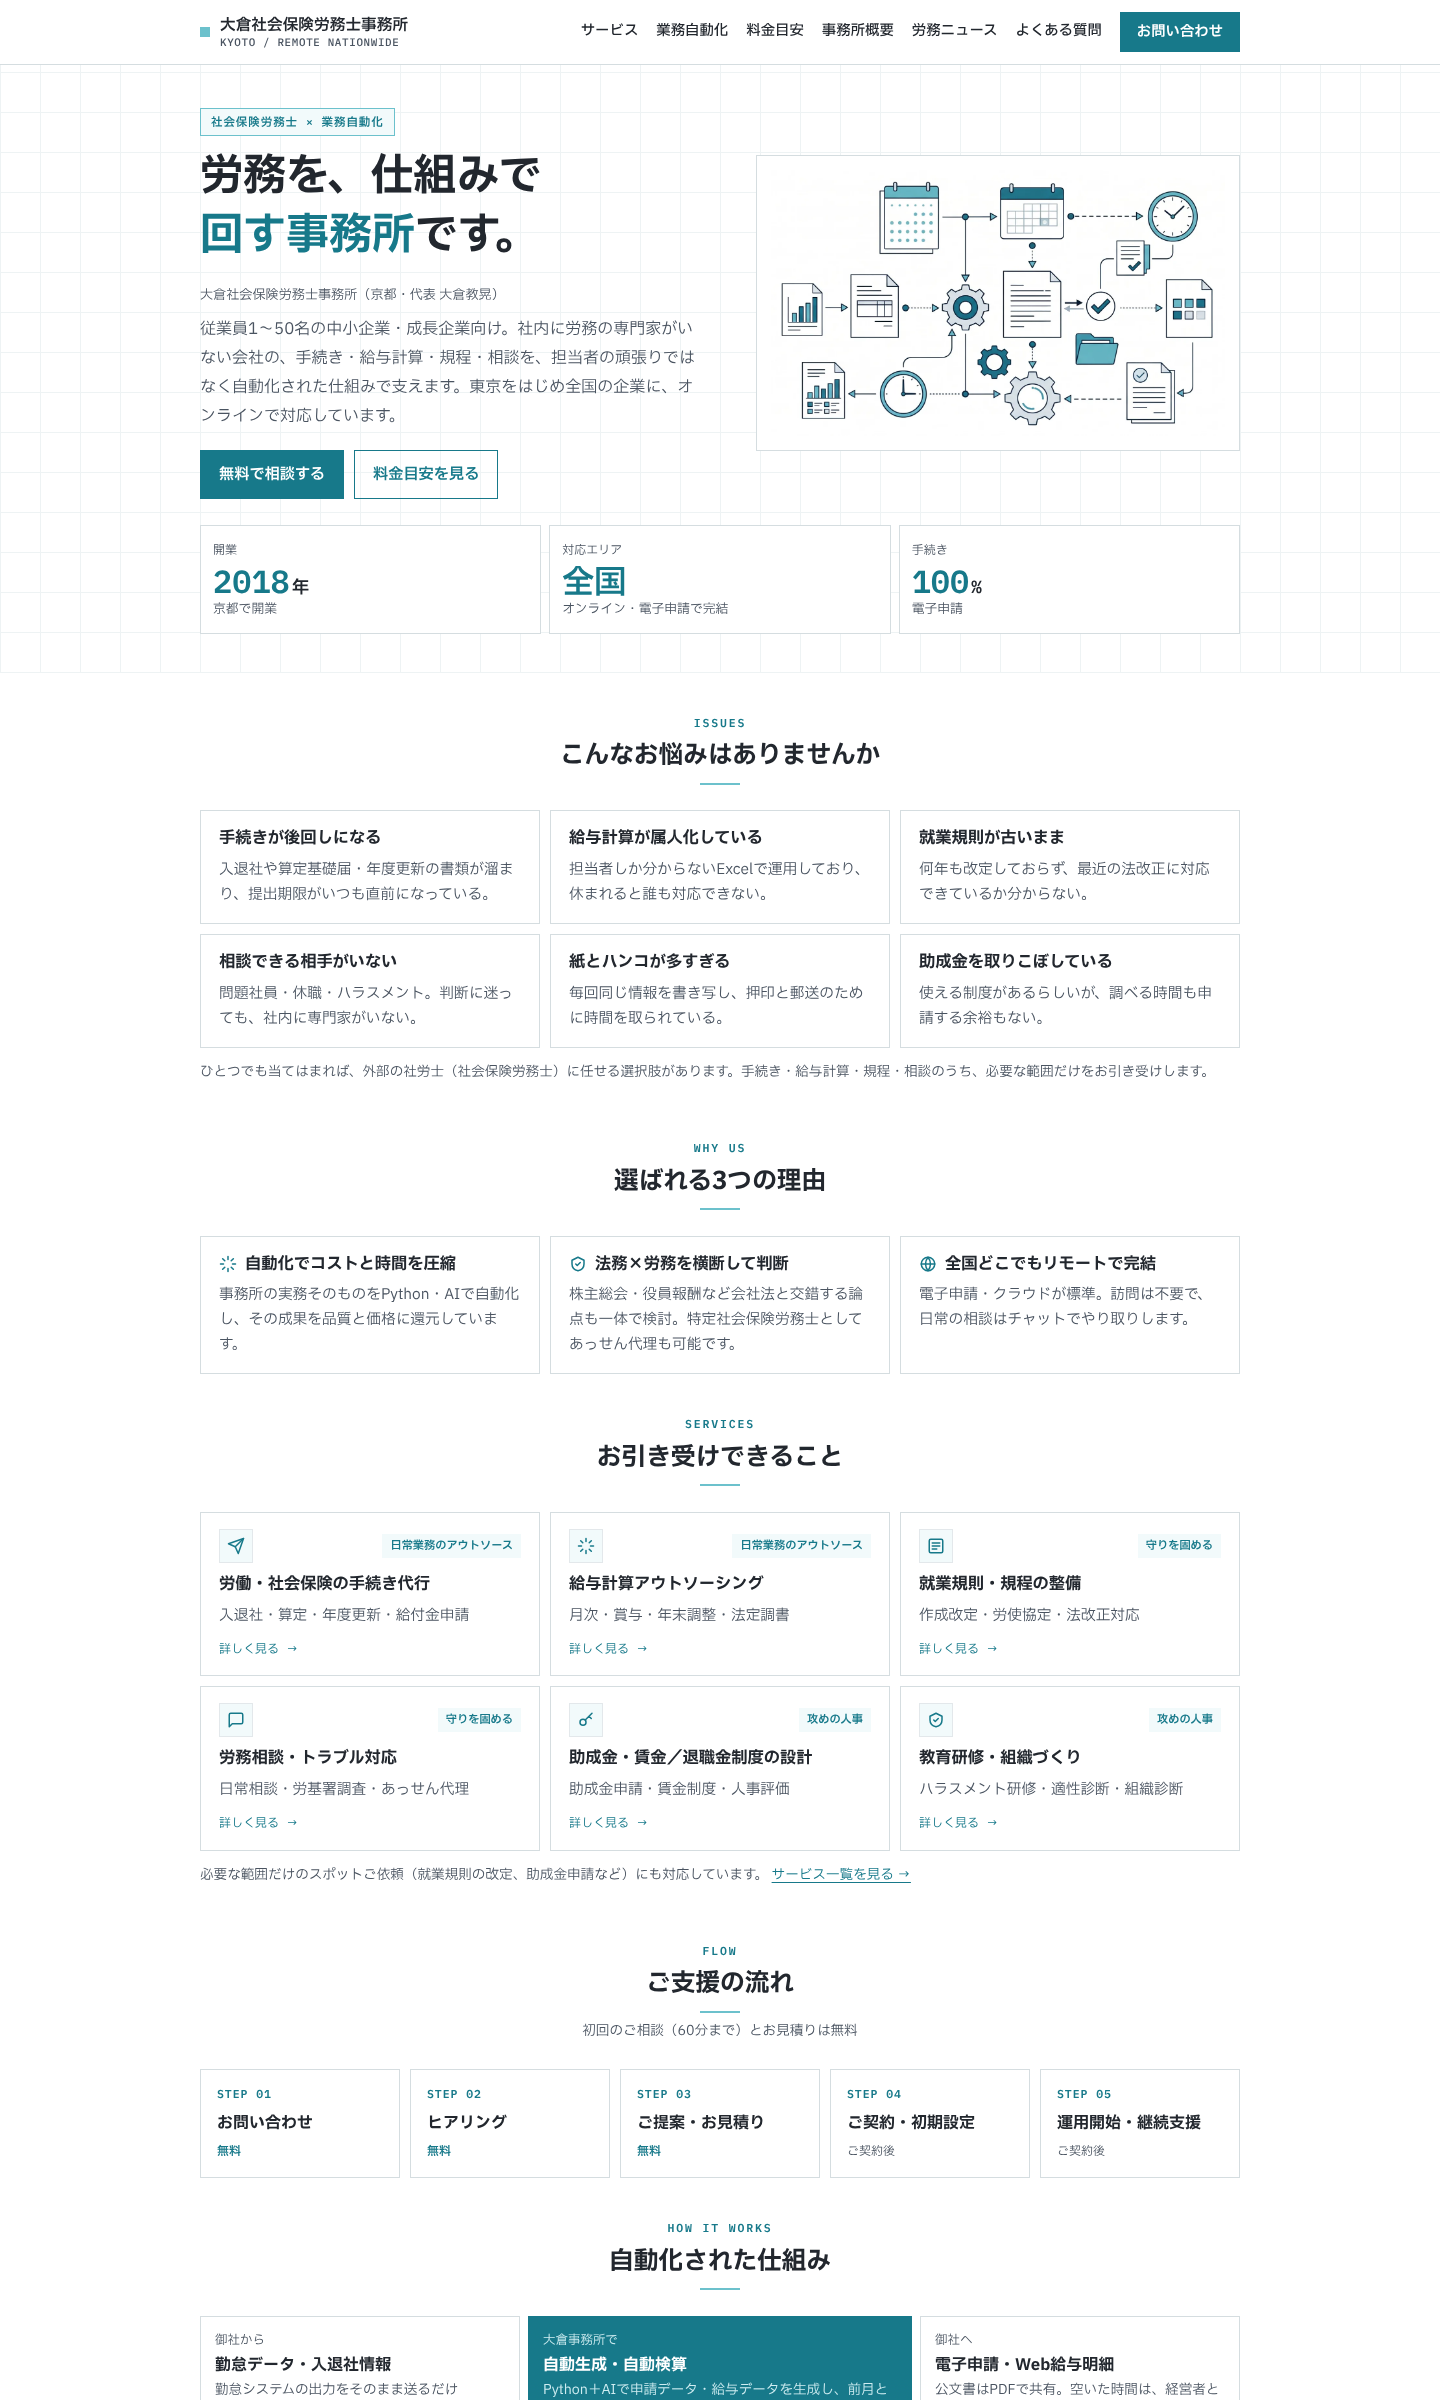 大倉社会保険労務士事務所
KYOTO / REMOTE NATIONWIDE
サービス 業務自動化 料金目安 事務所概要 労務ニュース よくある質問 お問い合わせ
社会保険労務士 × 業務自動化
労務を、仕組みで
回す事務所です。
大倉社会保険労務士事務所（京都・代表 大倉教晃）
従業員1〜50名の中小企業・成長企業向け。社内に労務の専門家がい
ない会社の、手続き・給与計算・規程・相談を、担当者の頑張りでは
なく自動化された仕組みで支えます。東京をはじめ全国の企業に、オ
ンラインで対応しています。
無料で相談する 料金目安を見る
開業
2018年
京都で開業
対応エリア
全国
オンライン・電子申請で完結
手続き
100%
電子申請
ISSUES
こんなお悩みはありませんか
手続きが後回しになる
入退社や算定基礎届・年度更新の書類が溜ま
り、提出期限がいつも直前になっている。
給与計算が属人化している
担当者しか分からないExcelで運用しており、
休まれると誰も対応できない。
就業規則が古いまま
何年も改定しておらず、最近の法改正に対応
できているか分からない。
相談できる相手がいない
問題社員・休職・ハラスメント。判断に迷っ
ても、社内に専門家がいない。
紙とハンコが多すぎる
毎回同じ情報を書き写し、押印と郵送のため
に時間を取られている。
助成金を取りこぼしている
使える制度があるらしいが、調べる時間も申
請する余裕もない。
ひとつでも当てはまれば、外部の社労士（社会保険労務士）に任せる選択肢があります。手続き・給与計算・規程・相談のうち、必要な範囲だけをお引き受けします。
WHY US
選ばれる3つの理由
自動化でコストと時間を圧縮
事務所の実務そのものをPython・AIで自動化
し、その成果を品質と価格に還元していま
す。
法務×労務を横断して判断
株主総会・役員報酬など会社法と交錯する論
点も一体で検討。特定社会保険労務士として
あっせん代理も可能です。
全国どこでもリモートで完結
電子申請・クラウドが標準。訪問は不要で、
日常の相談はチャットでやり取りします。
SERVICES
お引き受けできること
日常業務のアウトソース
労働・社会保険の手続き代行
入退社・算定・年度更新・給付金申請
詳しく見る →
日常業務のアウトソース
給与計算アウトソーシング
月次・賞与・年末調整・法定調書
詳しく見る →
守りを固める
就業規則・規程の整備
作成改定・労使協定・法改正対応
詳しく見る →
守りを固める
労務相談・トラブル対応
日常相談・労基署調査・あっせん代理
詳しく見る →
攻めの人事
助成金・賃金／退職金制度の設計
助成金申請・賃金制度・人事評価
詳しく見る →
攻めの人事
教育研修・組織づくり
ハラスメント研修・適性診断・組織診断
詳しく見る →
必要な範囲だけのスポットご依頼（就業規則の改定、助成金申請など）にも対応しています。 サービス一覧を見る →
FLOW
ご支援の流れ
初回のご相談（60分まで）とお見積りは無料
STEP 01
お問い合わせ
無料
STEP 02
ヒアリング
無料
STEP 03
ご提案・お見積り
無料
STEP 04
ご契約・初期設定
ご契約後
STEP 05
運用開始・継続支援
ご契約後
HOW IT WORKS
自動化された仕組み
御社から
勤怠データ・入退社情報
勤怠システムの出力をそのまま送るだけ
大倉事務所で
自動生成・自動検算
Python＋AIで申請データ・給与データを生成し、前月と
御社へ
電子申請・Web給与明細
公文書はPDFで共有。空いた時間は、経営者と